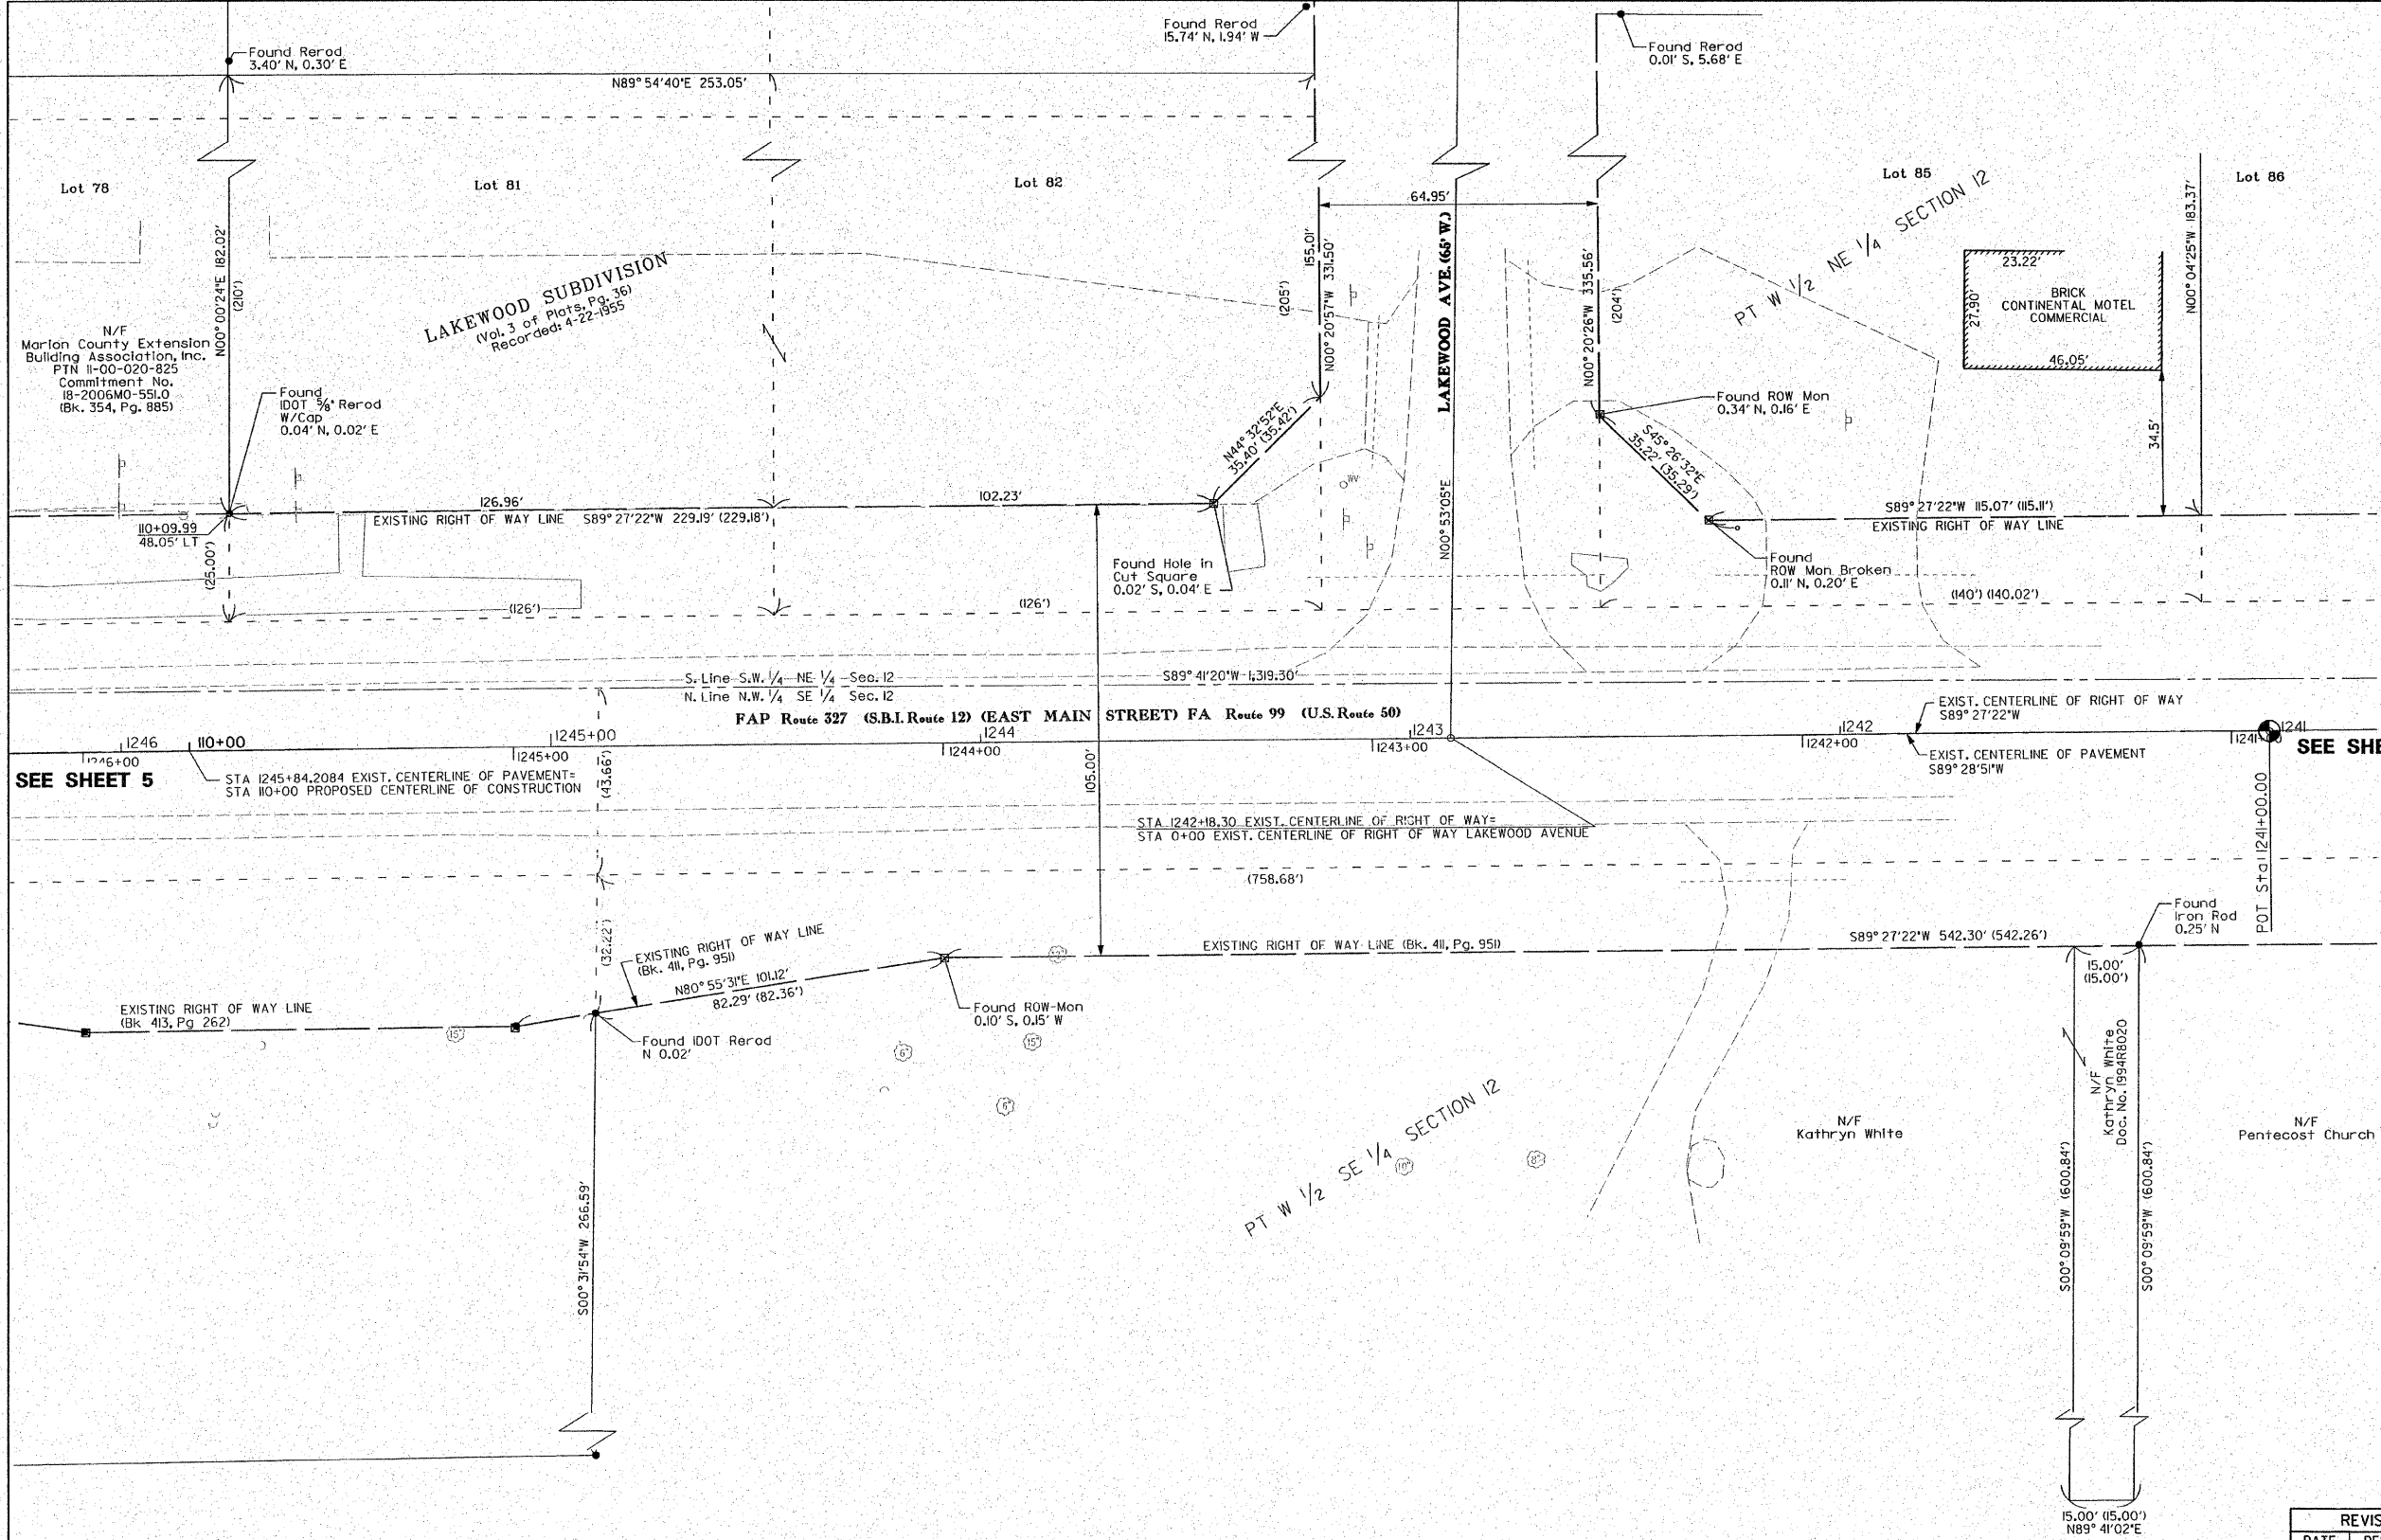 Found Rerod
3.40' N, 0.30' E
Found Rerod
15.74' N, 1.94' W
Found Rerod
0.01' S, 5.68' E
N89°54'40"E 253.05'
Lot 78
Lot 81
Lot 82
Lot 85
Lot 86
64.95'
PT W 1/2 NE 1/4 SECTION 12
N00°00'24"E 182.02'
(210')
LAKEWOOD SUBDIVISION
(Vol. 3 of Plats, Pg. 36)
Recorded: 4-22-1955
(205')
155.01'
N00°20'57"W 331.50'
LAKEWOOD AVE. (66' W.)
N00°53'05"E
N00°20'26"W 335.56'
(204')
23.22'
27.90'
BRICK
CONTINENTAL MOTEL
COMMERCIAL
46.05'
34.5'
N00°04'25"W 183.37'
N/F
Marion County Extension
Building Association, Inc.
PTN 11-00-020-825
Commitment No.
18-2006MO-551.0
(Bk. 354, Pg. 885)
Found
IDOT 5/8" Rerod
W/Cap
0.04' N, 0.02' E
N44°32'52"E
35.40' (35.42')
Found ROW Mon
0.34' N, 0.16' E
S45°26'32"E
35.22' (35.29')
WV
126.96'
102.23'
EXISTING RIGHT OF WAY LINE S89°27'22"W 229.19' (229.18')
S89°27'22"W 115.07' (115.11')
EXISTING RIGHT OF WAY LINE
110+09.99
48.05' LT
(25.00')
Found Hole in
Cut Square
0.02' S, 0.04' E
Found
ROW Mon Broken
0.11' N, 0.20' E
(126')
(126')
(140') (140.02')
S. Line S.W. 1/4 NE 1/4 Sec. 12
N. Line N.W. 1/4 SE 1/4 Sec. 12
S89°41'20"W 1,319.30'
FAP Route 327 (S.B.I. Route 12) (EAST MAIN STREET) FA Route 99 (U.S. Route 50)
EXIST. CENTERLINE OF RIGHT OF WAY
S89°27'22"W
1246
110+00
1245+00
1244
1243
1242
1241
1246+00
1245+00
1244+00
1243+00
1242+00
SEE SHEET 5
EXIST. CENTERLINE OF PAVEMENT
S89°28'51"W
STA 1245+84.2084 EXIST. CENTERLINE OF PAVEMENT=
STA 110+00 PROPOSED CENTERLINE OF CONSTRUCTION
(43.66')
105.00'
STA 1242+18.30 EXIST. CENTERLINE OF RIGHT OF WAY=
STA 0+00 EXIST. CENTERLINE OF RIGHT OF WAY LAKEWOOD AVENUE
POT Sta 1241+00.00
(758.68')
(32.22')
EXISTING RIGHT OF WAY LINE
(Bk. 411, Pg. 951)
N80°55'31"E 101.12'
82.29' (82.36')
EXISTING RIGHT OF WAY LINE (Bk. 411, Pg. 951)
S89°27'22"W 542.30' (542.26')
Found
Iron Rod
0.25' N
15.00'
(15.00')
EXISTING RIGHT OF WAY LINE
(Bk 413, Pg 262)
Found ROW-Mon
0.10' S, 0.15' W
Found IDOT Rerod
N 0.02'
15"
6"
15"
6"
8"
PT W 1/2 SE 1/4 SECTION 12
S00°31'54"W 266.59'
N/F
Kathryn White
N/F
Kathryn White
Doc. No. 1994R8020
N/F
Pentecost Church
S00°09'59"W (600.84')
S00°09'59"W (600.84')
15.00' (15.00')
N89°41'02"E